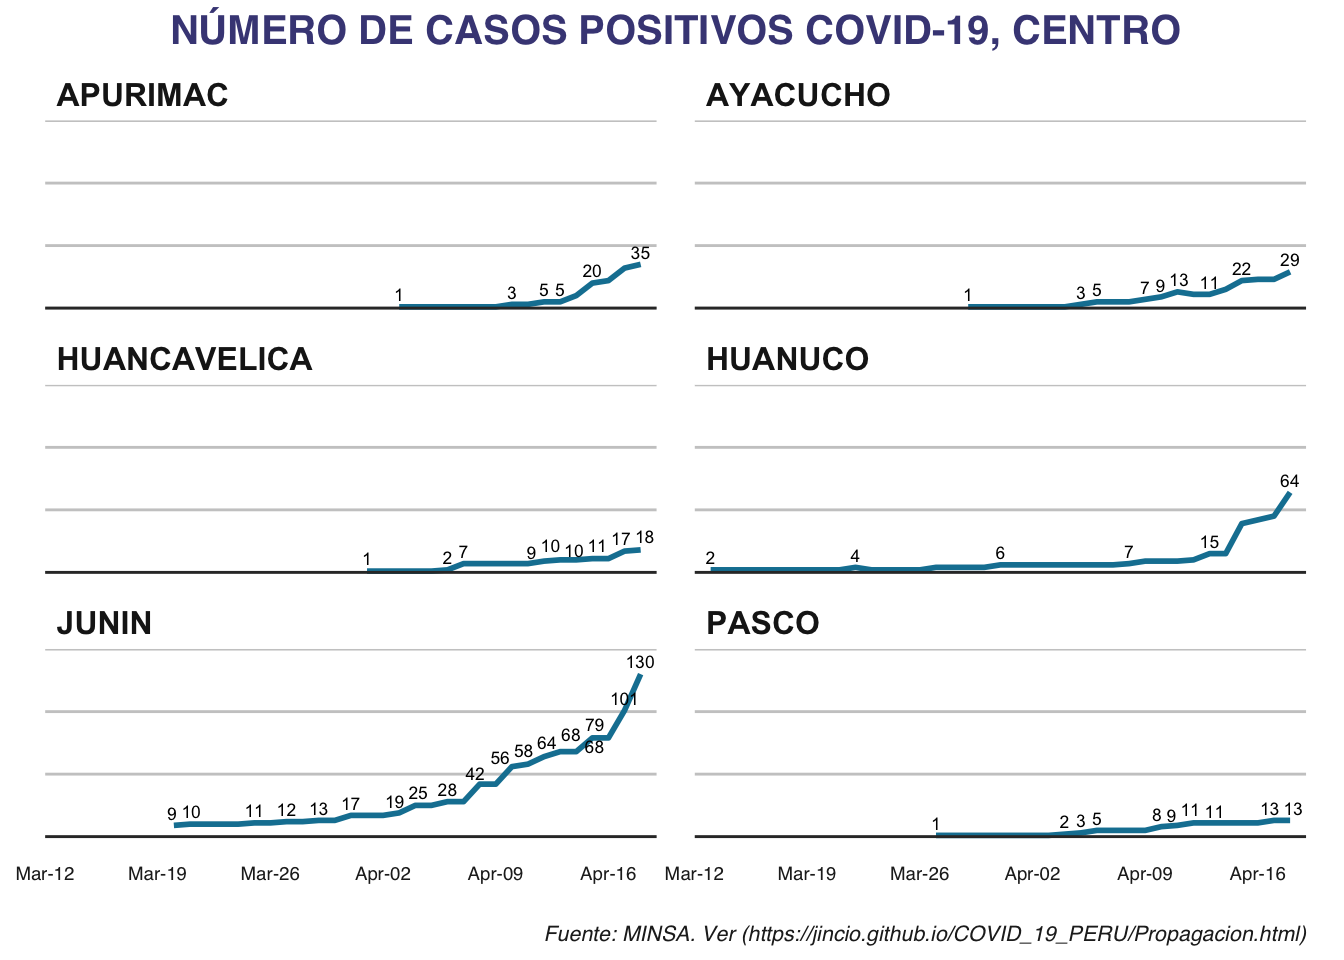 NÚMERO DE CASOS POSITIVOS COVID-19, CENTRO
APURIMAC
1 3 5 5 20 35
AYACUCHO
1 3 5 7 9 13 11 22 29
HUANCAVELICA
1 2 7 9 10 10 11 17 18
HUANUCO
2 4 6 7 15 64
JUNIN
9 10 11 12 13 17 19 25 28 42 56 58 64 68 68 79 101 130
PASCO
1 2 3 5 8 9 11 11 13 13
Mar-12 Mar-19 Mar-26 Apr-02 Apr-09 Apr-16 Mar-12 Mar-19 Mar-26 Apr-02 Apr-09 Apr-16
Fuente: MINSA. Ver (https://jincio.github.io/COVID_19_PERU/Propagacion.html)